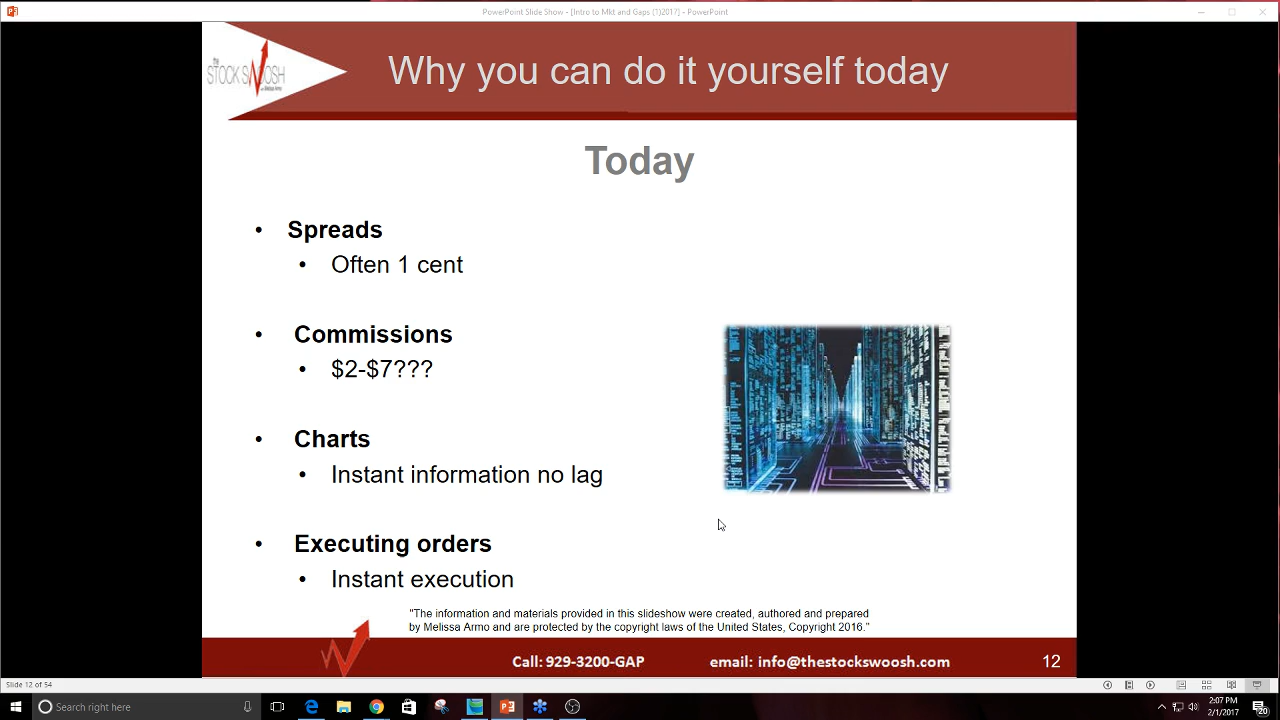 PowerPoint Slide Show - [Intro to Mkt and Gaps (1)2017] - PowerPoint
The
STOCK SWOOSH
with Melissa Armo
Why you can do it yourself today
Today
• Spreads
• Often 1 cent
• Commissions
• $2-$7???
• Charts
• Instant information no lag
• Executing orders
• Instant execution
"The information and materials provided in this slideshow were created, authored and prepared
by Melissa Armo and are protected by the copyright laws of the United States, Copyright 2016."
Call: 929-3200-GAP email: info@thestockswoosh.com 12
Slide 12 of 54
Search right here
2:07 PM
2/1/2017
20